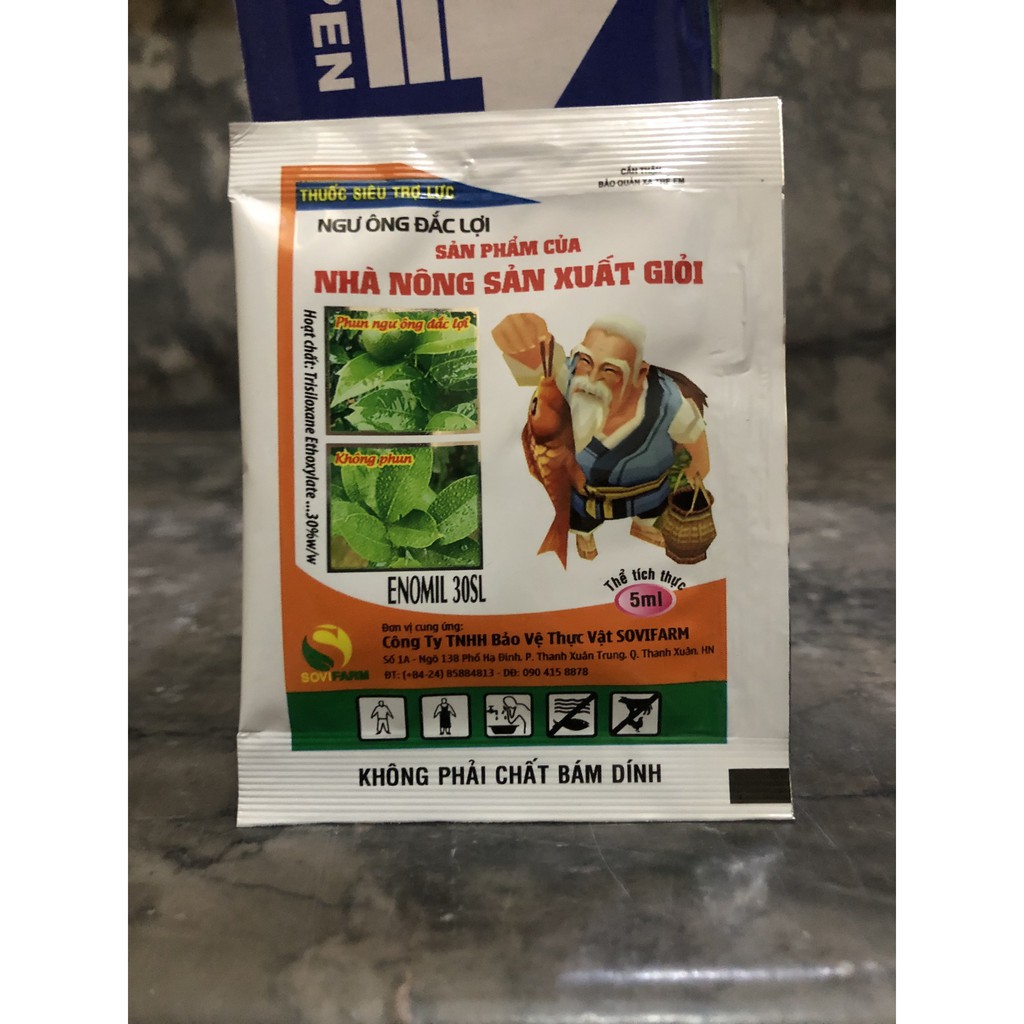 PEN
CẨN THẬN
BẢO QUẢN XA TRẺ EM
THUỐC SIÊU TRỢ LỰC
NGƯ ÔNG ĐẮC LỢI
SẢN PHẨM CỦA
NHÀ NÔNG SẢN XUẤT GIỎI
Hoạt chất: Trisiloxane Ethoxylate ...30%w/w
Phun ngư ông đắc lợi
Không phun
ENOMIL 30SL
Thể tích thực
5ml
Đơn vị cung ứng:
Công Ty TNHH Bảo Vệ Thực Vật SOVIFARM
Số 1A - Ngõ 138 Phố Hạ Đình, P. Thanh Xuân Trung, Q. Thanh Xuân, HN
ĐT: (+84-24) 85884813 - DĐ: 090 415 8878
SOVIFARM
KHÔNG PHẢI CHẤT BÁM DÍNH